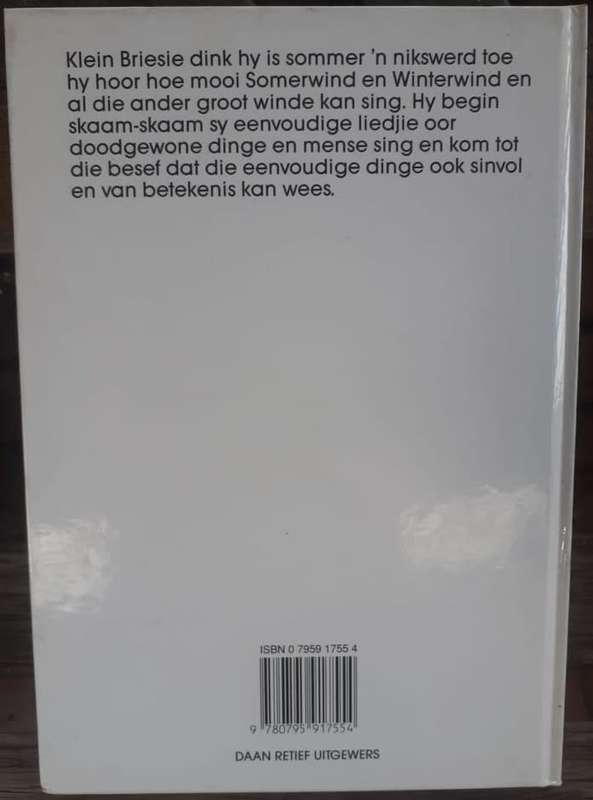 Klein Briesie dink hy is sommer 'n nikswerd toe
hy hoor hoe mooi Somerwind en Winterwind en
al die ander groot winde kan sing. Hy begin
skaam-skaam sy eenvoudige liedjie oor
doodgewone dinge en mense sing en kom tot
die besef dat die eenvoudige dinge ook sinvol
en van betekenis kan wees.
ISBN 0 7959 1755 4
9 780795 917554
DAAN RETIEF UITGEWERS